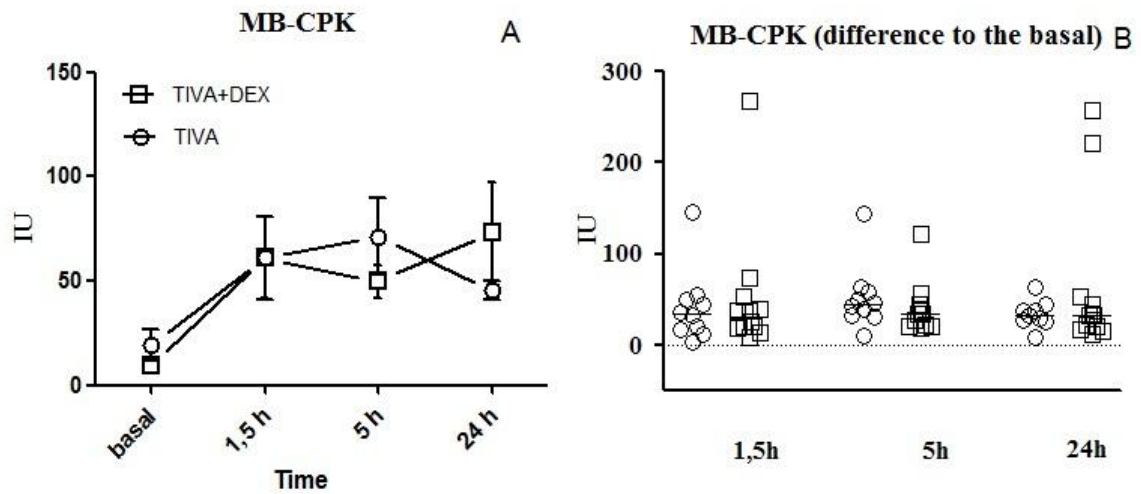 MB-CPK
A
150
100
50
0
IU
TIVA+DEX
TIVA
basal
1,5 h
5 h
24 h
Time
MB-CPK (difference to the basal) B
300
200
100
0
IU
1,5h
5h
24h